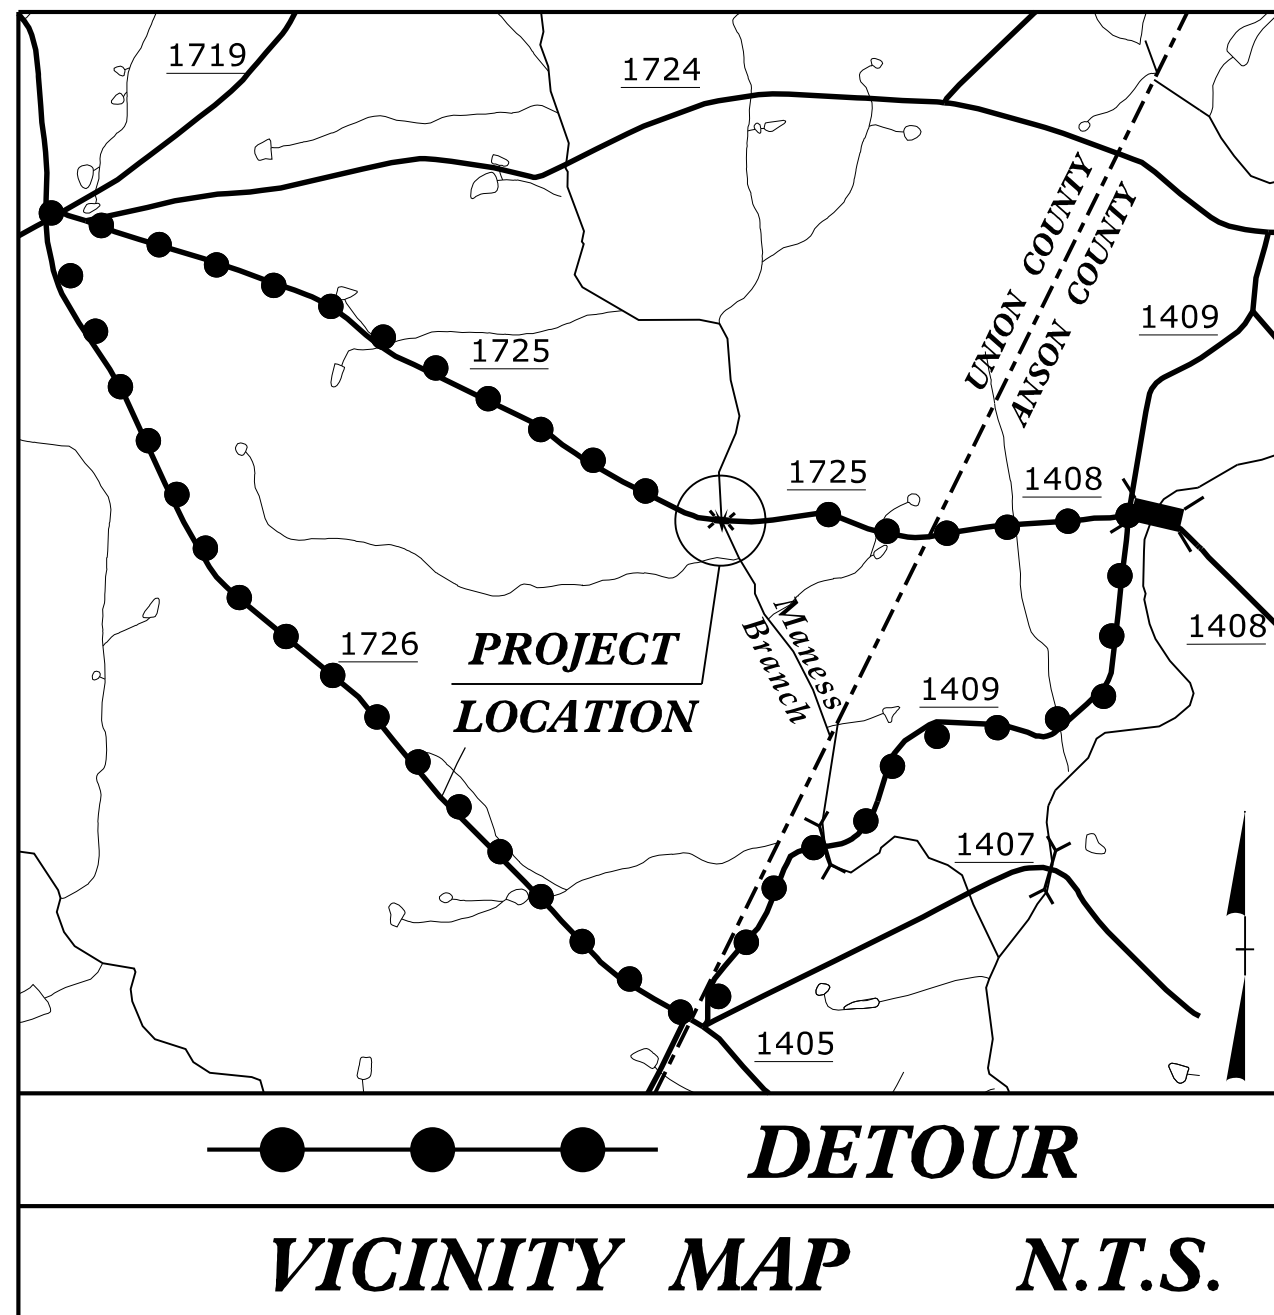 1719
1724
UNION COUNTY
ANSON COUNTY
1409
1725
1725
1408
1408
1726
PROJECT
LOCATION
Maness
Branch
1409
1407
1405
DETOUR
VICINITY MAP N.T.S.